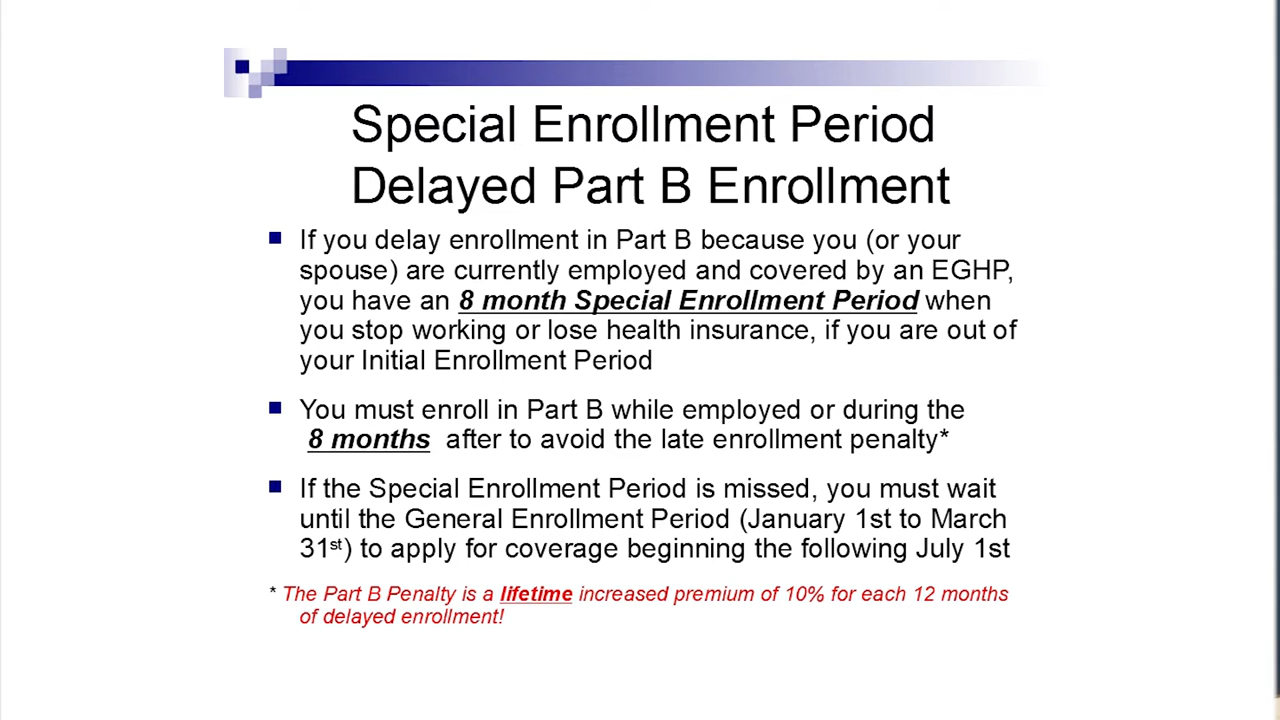 Special Enrollment Period
Delayed Part B Enrollment
If you delay enrollment in Part B because you (or your
spouse) are currently employed and covered by an EGHP,
you have an 8 month Special Enrollment Period when
you stop working or lose health insurance, if you are out of
your Initial Enrollment Period
You must enroll in Part B while employed or during the
8 months after to avoid the late enrollment penalty*
If the Special Enrollment Period is missed, you must wait
until the General Enrollment Period (January 1st to March
31st) to apply for coverage beginning the following July 1st
* The Part B Penalty is a lifetime increased premium of 10% for each 12 months
of delayed enrollment!